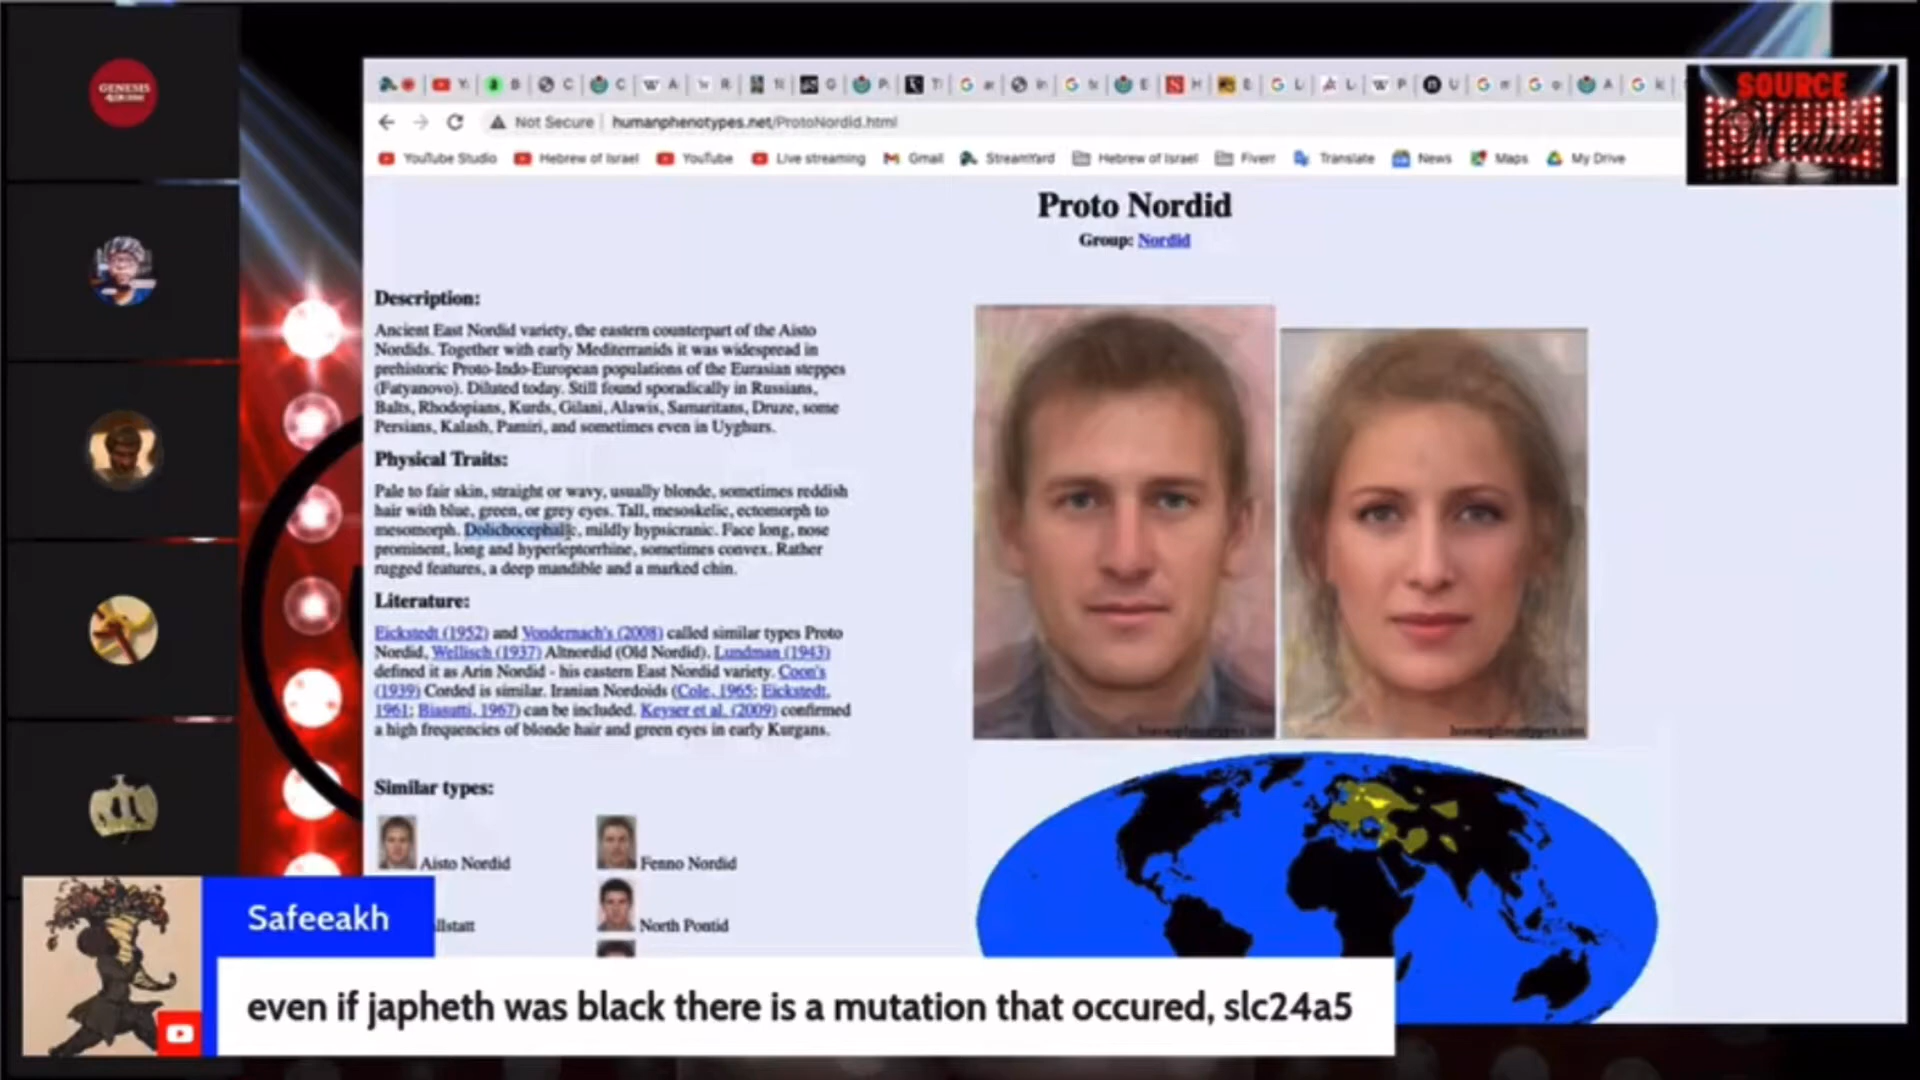 GENESIS
Y
B
C
C
W A
W R
G
P
T
G
in
G
E
H
E
G L
L
W P
U
G
G
A
G
SOURCE
Media
Not Secure | humanphenotypes.net/ProtoNordid.html
YouTube Studio Hebrew of Israel YouTube Live streaming Gmail StreamYard Hebrew of Israel Fiverr Translate News Maps My Drive
Proto Nordid
Group: Nordid
Description:
Ancient East Nordid variety, the eastern counterpart of the Aisto
Nordids. Together with early Mediterranids it was widespread in
prehistoric Proto-Indo-European populations of the Eurasian steppes
(Fatyanovo). Diluted today. Still found sporadically in Russians,
Balts, Rhodopians, Kurds, Gilani, Alawis, Samaritans, Druze, some
Persians, Kalash, Pamiri, and sometimes even in Uyghurs.
Physical Traits:
Pale to fair skin, straight or wavy, usually blonde, sometimes reddish
hair with blue, green, or grey eyes. Tall, mesoskelic, ectomorph to
mesomorph. Dolichocephalic, mildly hypsicranic. Face long, nose
prominent, long and hyperleptorrhine, sometimes convex. Rather
rugged features, a deep mandible and a marked chin.
Literature:
Eickstedt (1952) and Vondernach's (2008) called similar types Proto
Nordid, Wellisch (1937) Altnordid (Old Nordid). Lundman (1943)
defined it as Arin Nordid - his eastern East Nordid variety. Coon's
(1939) Corded is similar. Iranian Nordoids (Cole, 1965; Eickstedt,
1961; Biasutti, 1967) can be included. Keyser et al. (2009) confirmed
a high frequencies of blonde hair and green eyes in early Kurgans.
humanphenotypes.com
humanphenotypes.com
Similar types:
Aisto Nordid
Fenno Nordid
llstatt
North Pontid
Safeeakh
even if japheth was black there is a mutation that occured, slc24a5